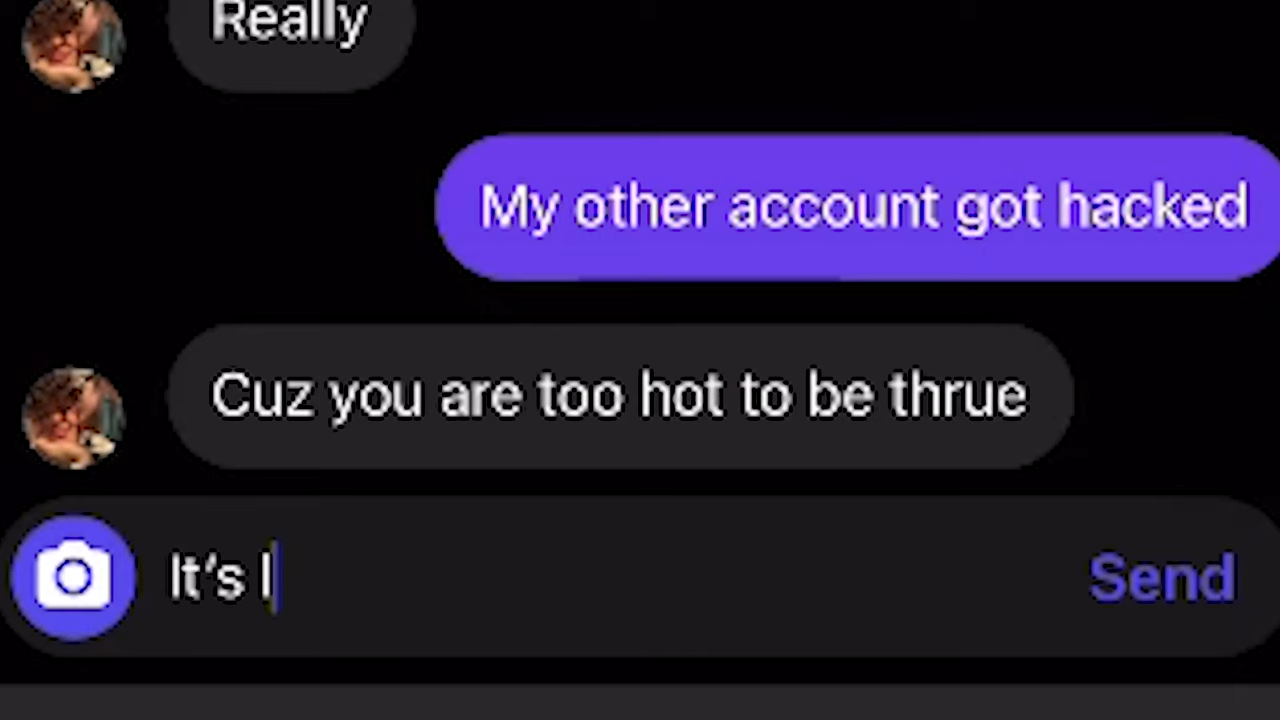 Really
My other account got hacked
Cuz you are too hot to be thrue
It's l
Send